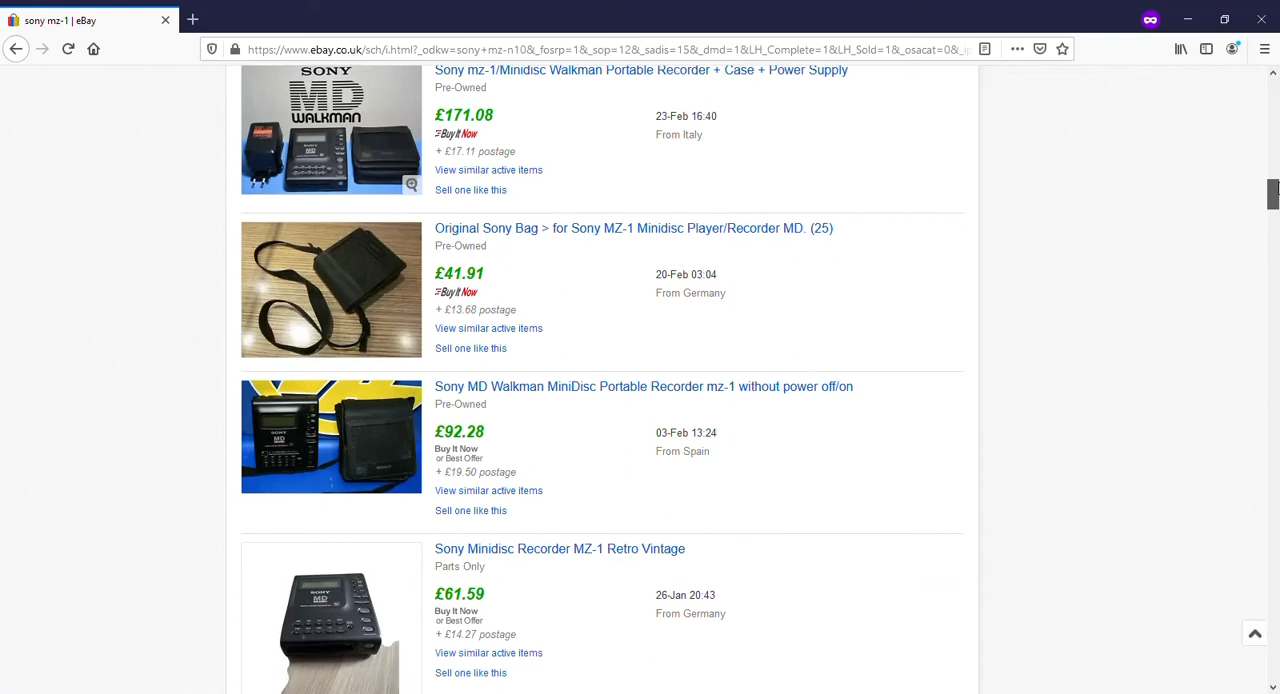 sony mz-1 | eBay
https://www.ebay.co.uk/sch/i.html?_odkw=sony+mz-n10&_fosrp=1&_sop=12&_sadis=15&_dmd=1&LH_Complete=1&LH_Sold=1&_osacat=0&_i
SONY
MD
WALKMAN
Sony mz-1/Minidisc Walkman Portable Recorder + Case + Power Supply
Pre-Owned
£171.08
Buy It Now
+ £17.11 postage
View similar active items
Sell one like this
23-Feb 16:40
From Italy
Original Sony Bag > for Sony MZ-1 Minidisc Player/Recorder MD. (25)
Pre-Owned
£41.91
Buy It Now
+ £13.68 postage
View similar active items
Sell one like this
20-Feb 03:04
From Germany
SONY
MD
Sony MD Walkman MiniDisc Portable Recorder mz-1 without power off/on
Pre-Owned
£92.28
Buy It Now
or Best Offer
+ £19.50 postage
View similar active items
Sell one like this
03-Feb 13:24
From Spain
SONY
MD
Sony Minidisc Recorder MZ-1 Retro Vintage
Parts Only
£61.59
Buy It Now
or Best Offer
+ £14.27 postage
View similar active items
Sell one like this
26-Jan 20:43
From Germany